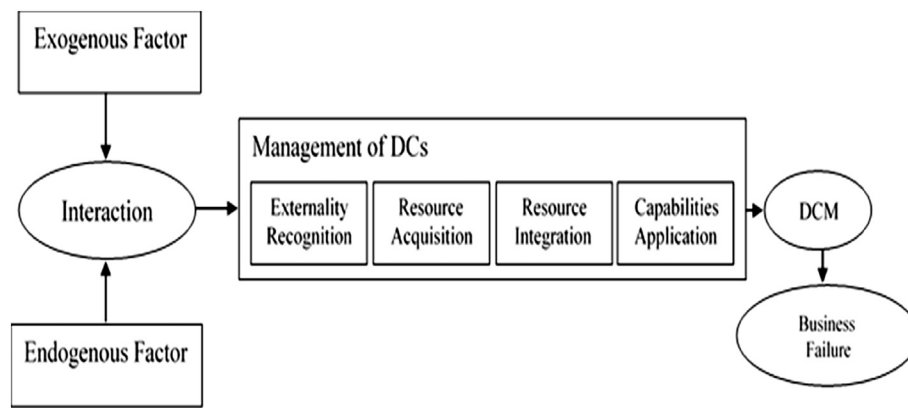 Exogenous Factor
Interaction
Endogenous Factor
Management of DCs
Externality
Recognition
Resource
Acquisition
Resource
Integration
Capabilities
Application
DCM
Business
Failure